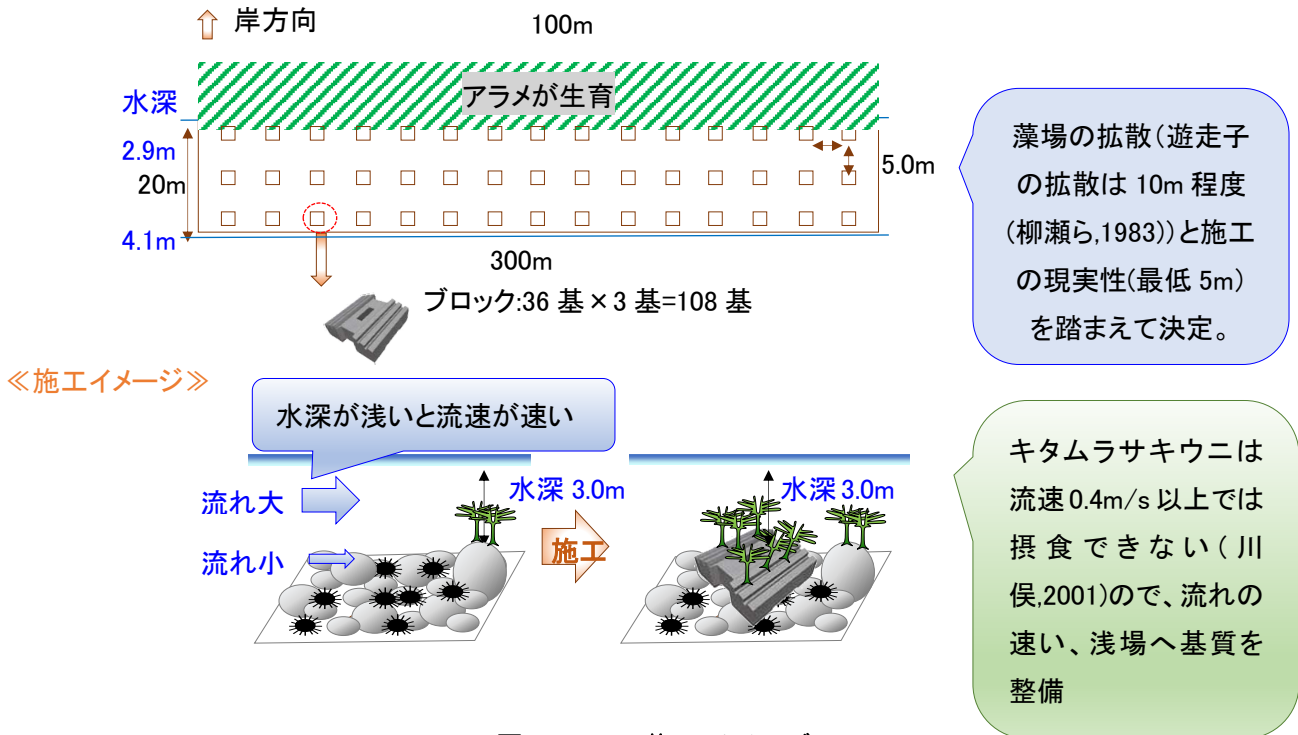 岸方向
100m
アラメが生育
水深
2.9m
20m
4.1m
5.0m
300m
ブロック:36 基×3 基=108 基
藻場の拡散(遊走子
の拡散は 10m 程度
(柳瀬ら,1983))と施工
の現実性(最低 5m)
を踏まえて決定。
≪施工イメージ≫
水深が浅いと流速が速い
流れ大
流れ小
水深 3.0m
施工
水深 3.0m
キタムラサキウニは
流速 0.4m/s 以上では
摂食できない(川
俣,2001)ので、流れの
速い、浅場へ基質を
整備